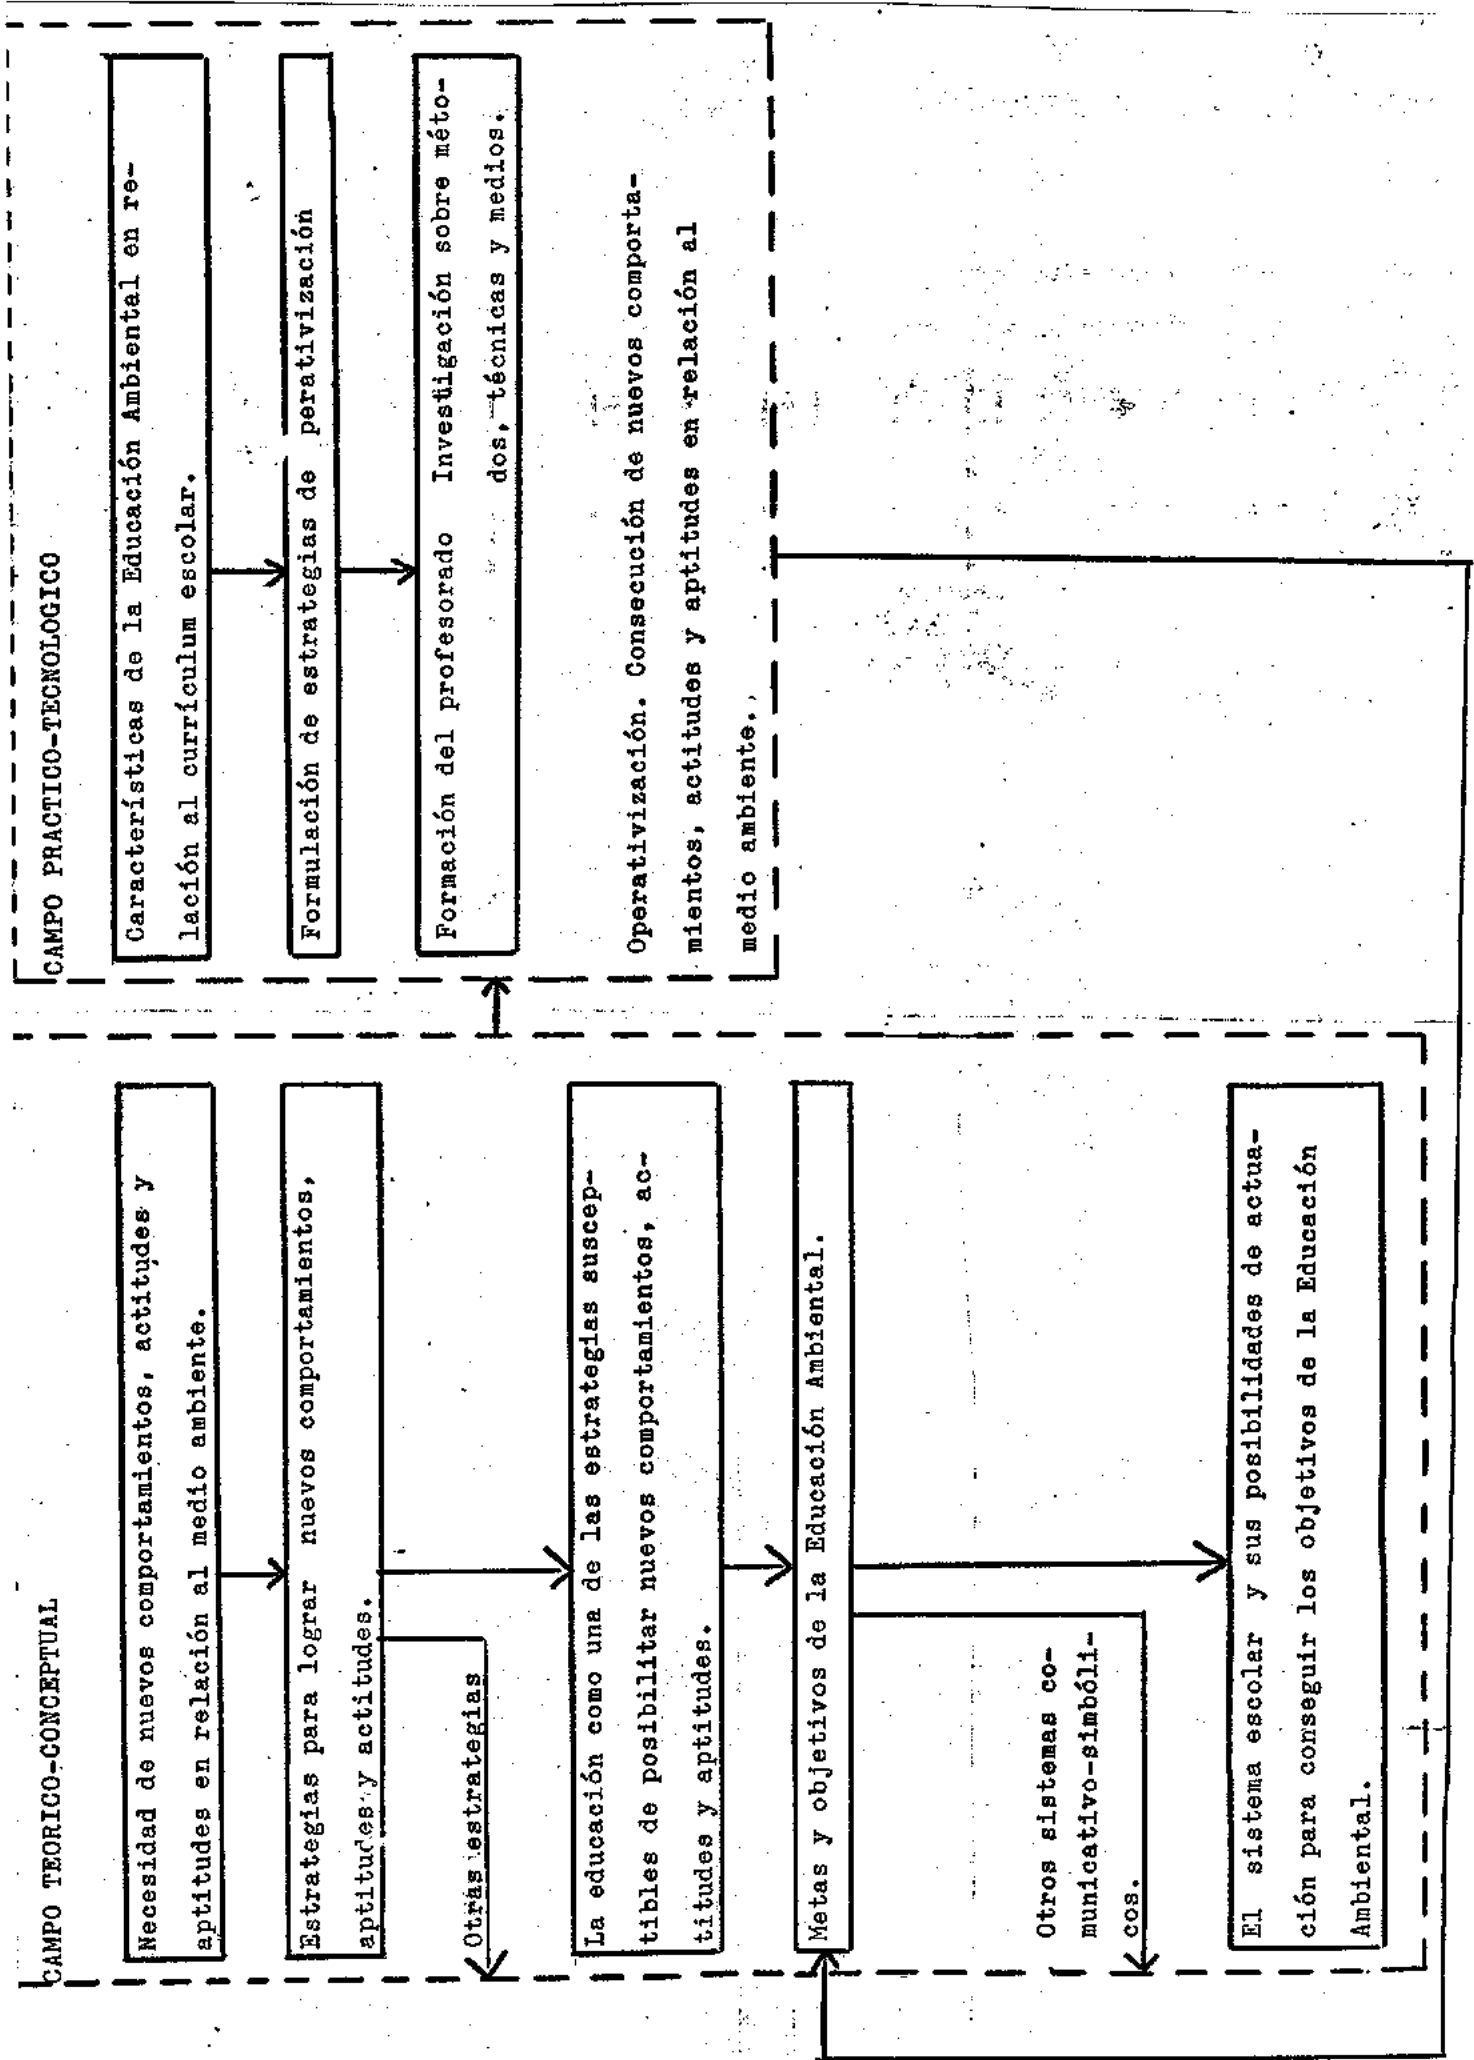 CAMPO TEORICO-CONCEPTUAL
Necesidad de nuevos comportamientos, actitudes y
aptitudes en relación al medio ambiente.
Estrategias para lograr nuevos comportamientos,
aptitudes y actitudes.
Otras estrategias
La educación como una de las estrategias suscep-
tibles de posibilitar nuevos comportamientos, ac-
titudes y aptitudes.
Metas y objetivos de la Educación Ambiental.
Otros sistemas co-
municativo-simbóli-
cos.
El sistema escolar y sus posibilidades de actua-
ción para conseguir los objetivos de la Educación
Ambiental.
CAMPO PRACTICO-TECNOLOGICO
Características de la Educación Ambiental en re-
lación al currículum escolar.
Formulación de estrategias de perativización
Formación del profesorado Investigación sobre méto-
dos, técnicas y medios.
Operativización. Consecución de nuevos comporta-
mientos, actitudes y aptitudes en relación al
medio ambiente.